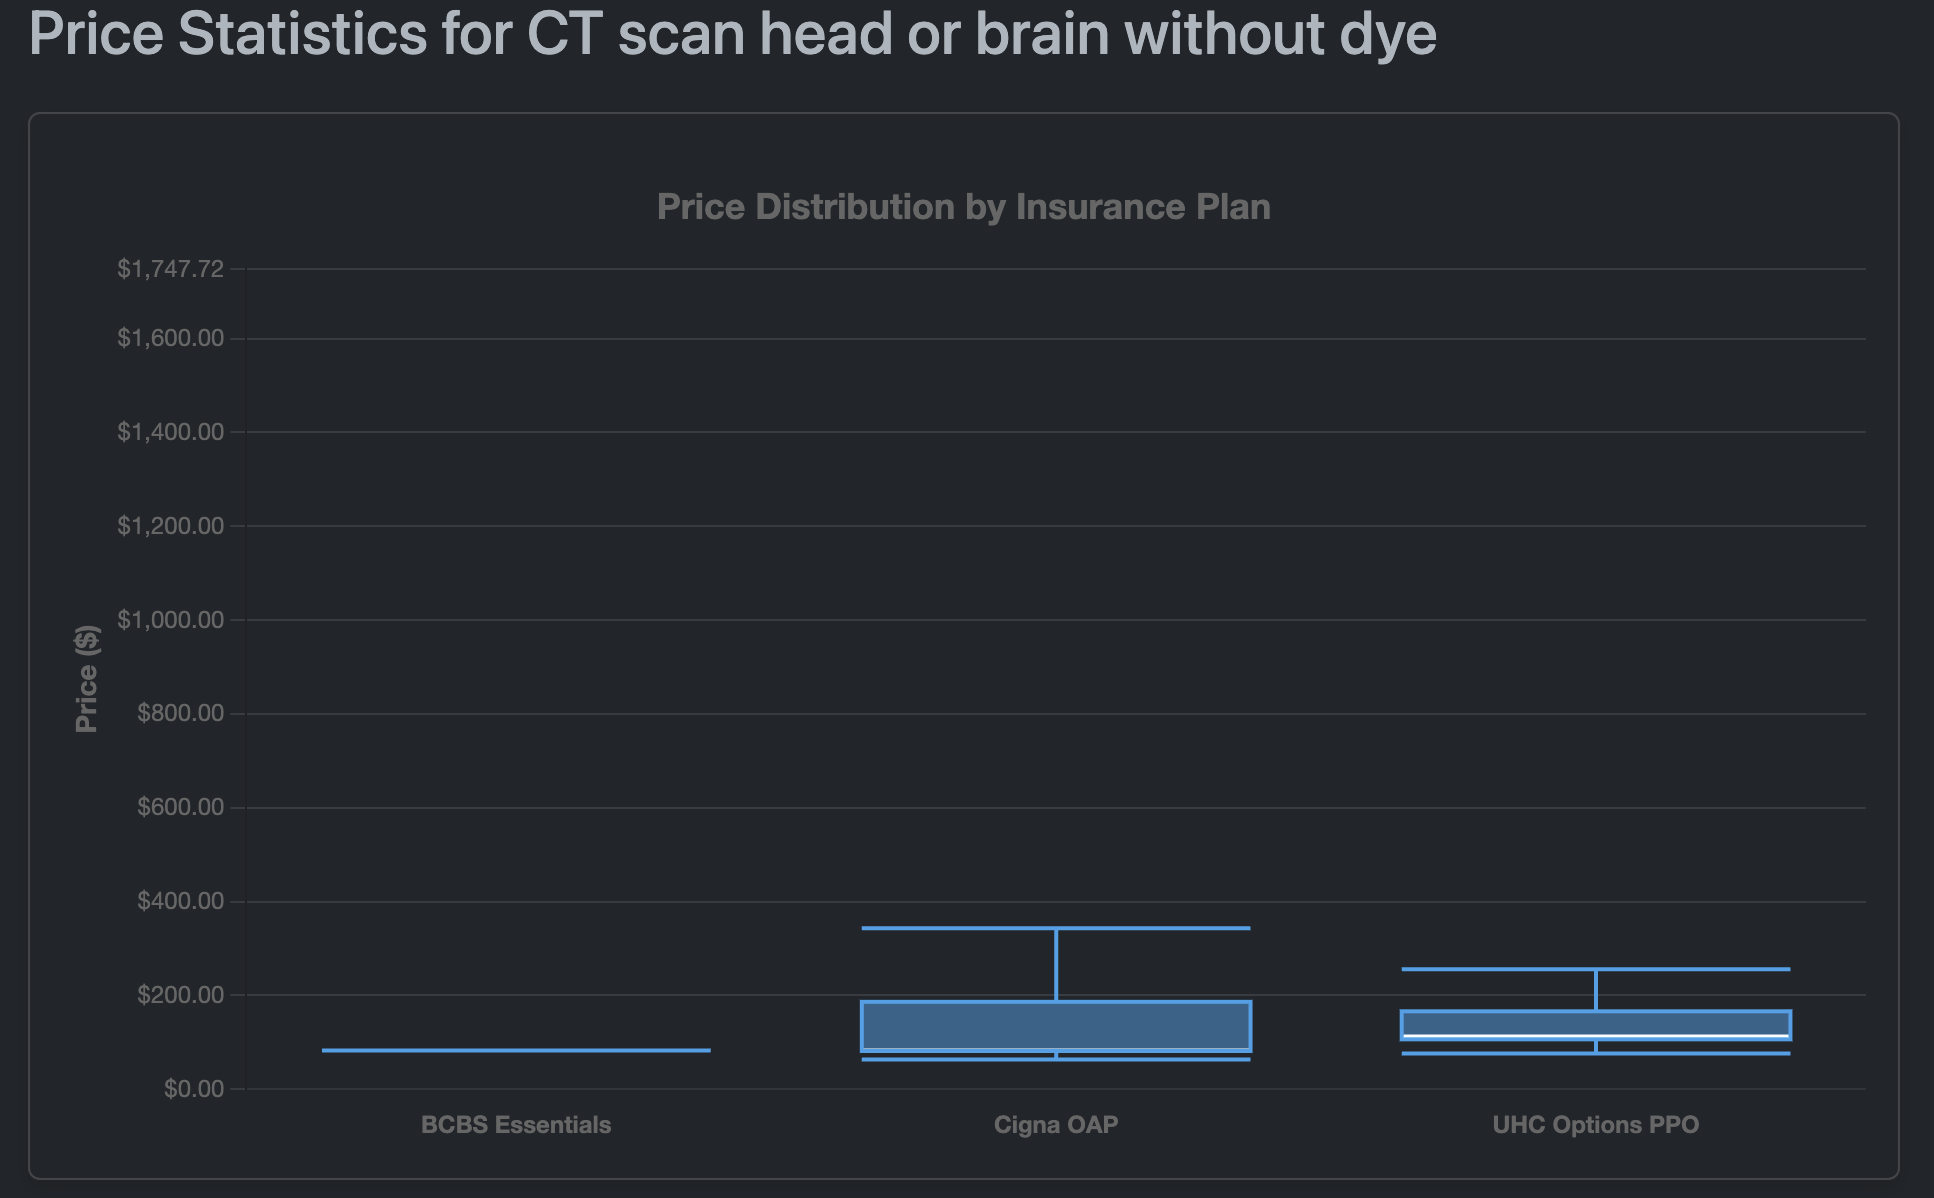 Price Statistics for CT scan head or brain without dye
Price Distribution by Insurance Plan
$1,747.72
$1,600.00
$1,400.00
$1,200.00
$1,000.00
$800.00
$600.00
$400.00
$200.00
$0.00
Price ($)
BCBS Essentials
Cigna OAP
UHC Options PPO